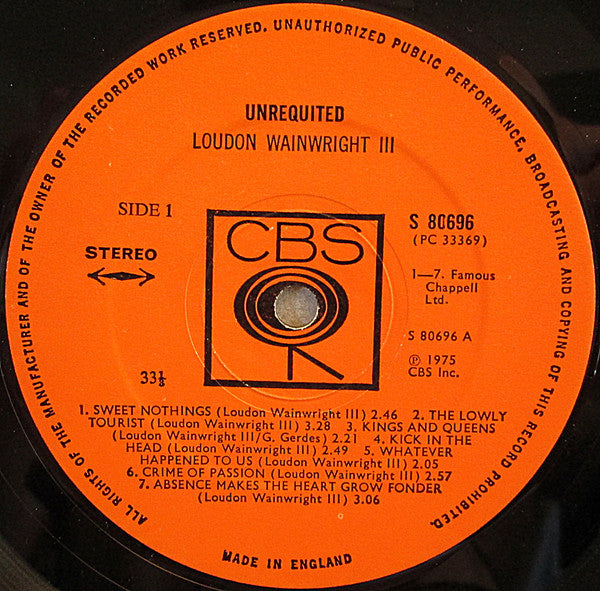 ALL RIGHTS OF THE MANUFACTURER AND OF THE OWNER OF THE RECORDED WORK RESERVED. UNAUTHORIZED PUBLIC PERFORMANCE, BROADCASTING AND COPYING OF THIS RECORD PROHIBITED.
UNREQUITED
LOUDON WAINWRIGHT III
SIDE 1
STEREO
33⅓
CBS
S 80696
(PC 33369)
1—7. Famous
Chappell
Ltd.
S 80696 A
℗ 1975
CBS Inc.
1. SWEET NOTHINGS (Loudon Wainwright III) 2.46 2. THE LOWLY
TOURIST (Loudon Wainwright III) 3.28 3. KINGS AND QUEENS
(Loudon Wainwright III/G. Gerdes) 2.21 4. KICK IN THE
HEAD (Loudon Wainwright III) 2.49 5. WHATEVER
HAPPENED TO US (Loudon Wainwright III) 2.05
6. CRIME OF PASSION (Loudon Wainwright III) 2.57
7. ABSENCE MAKES THE HEART GROW FONDER
(Loudon Wainwright III) 3.06
MADE IN ENGLAND